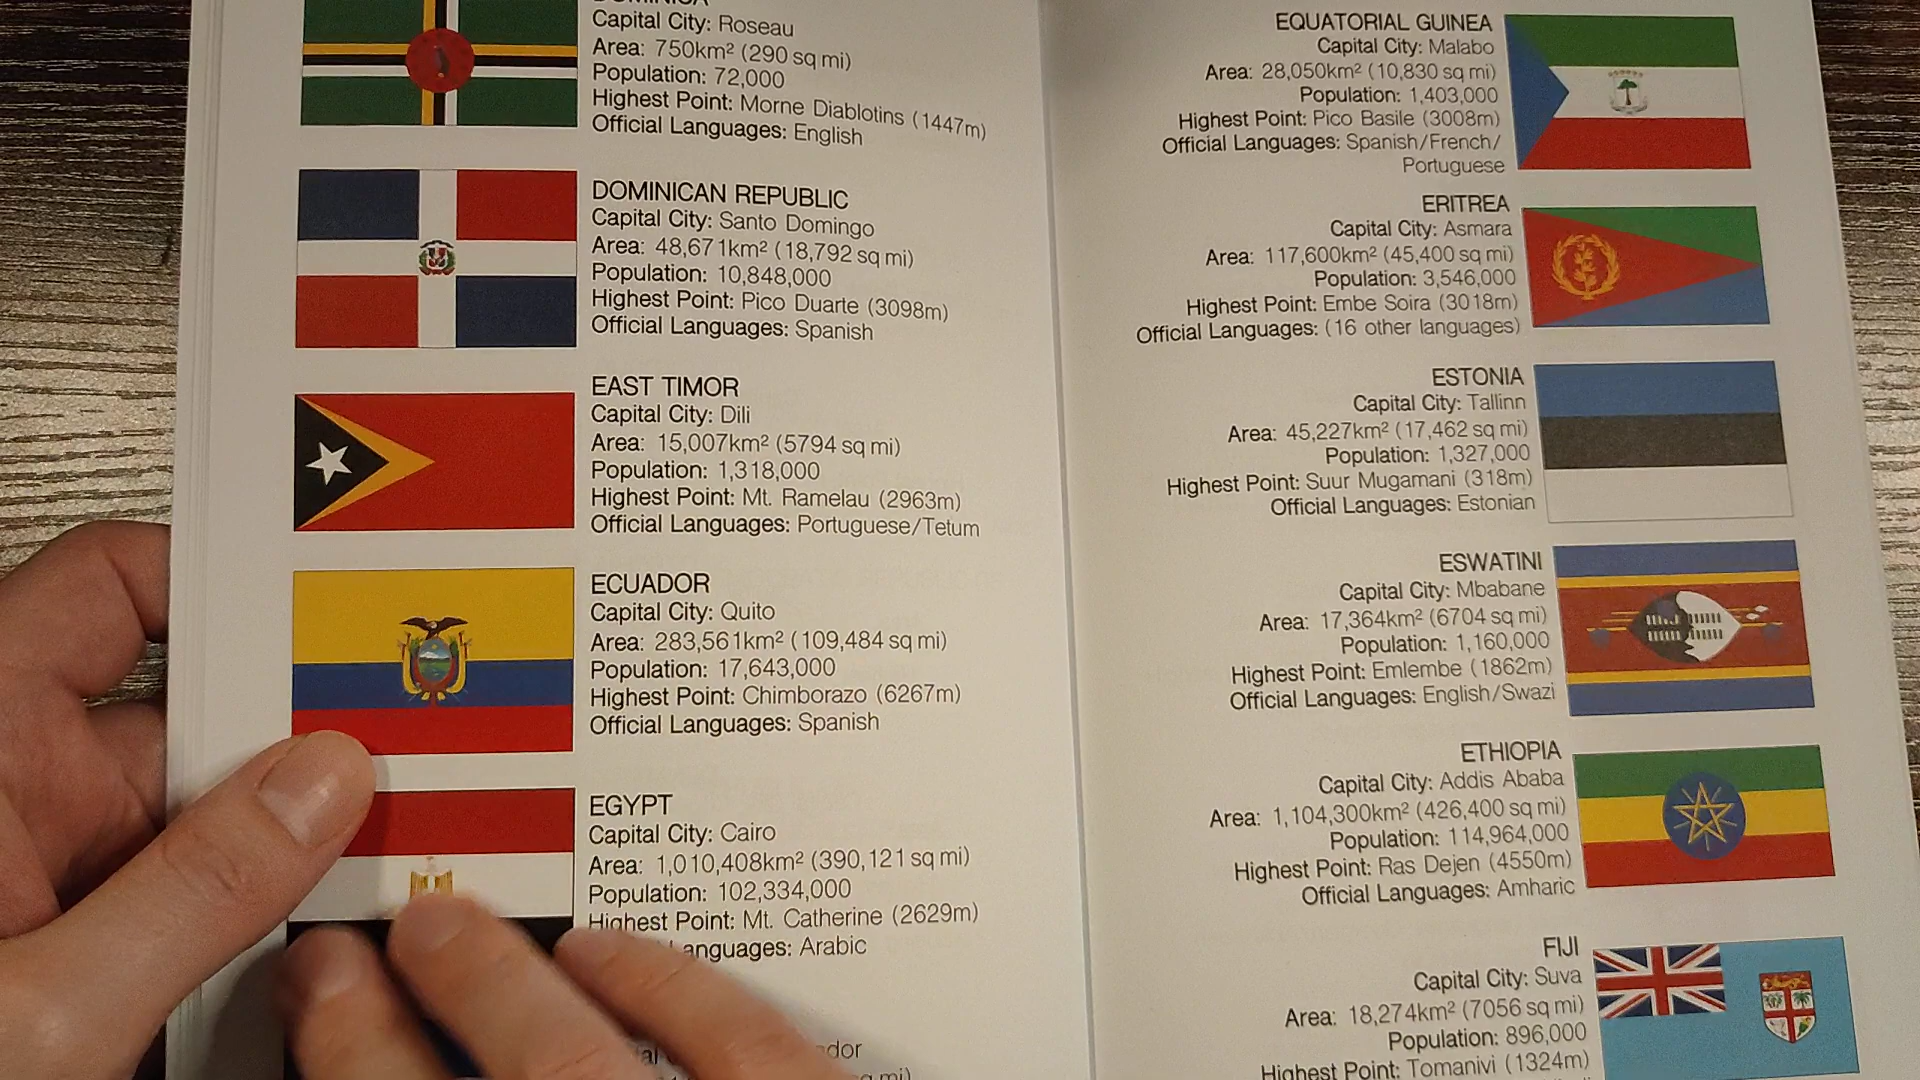 DOMINICA
Capital City: Roseau
Area: 750km² (290 sq mi)
Population: 72,000
Highest Point: Morne Diablotins (1447m)
Official Languages: English
DOMINICAN REPUBLIC
Capital City: Santo Domingo
Area: 48,671km² (18,792 sq mi)
Population: 10,848,000
Highest Point: Pico Duarte (3098m)
Official Languages: Spanish
EAST TIMOR
Capital City: Dili
Area: 15,007km² (5794 sq mi)
Population: 1,318,000
Highest Point: Mt. Ramelau (2963m)
Official Languages: Portuguese/Tetum
ECUADOR
Capital City: Quito
Area: 283,561km² (109,484 sq mi)
Population: 17,643,000
Highest Point: Chimborazo (6267m)
Official Languages: Spanish
EGYPT
Capital City: Cairo
Area: 1,010,408km² (390,121 sq mi)
Population: 102,334,000
Highest Point: Mt. Catherine (2629m)
anguages: Arabic
ador
q mi)
EQUATORIAL GUINEA
Capital City: Malabo
Area: 28,050km² (10,830 sq mi)
Population: 1,403,000
Highest Point: Pico Basile (3008m)
Official Languages: Spanish/French/
Portuguese
ERITREA
Capital City: Asmara
Area: 117,600km² (45,400 sq mi)
Population: 3,546,000
Highest Point: Embe Soira (3018m)
Official Languages: (16 other languages)
ESTONIA
Capital City: Tallinn
Area: 45,227km² (17,462 sq mi)
Population: 1,327,000
Highest Point: Suur Mugamani (318m)
Official Languages: Estonian
ESWATINI
Capital City: Mbabane
Area: 17,364km² (6704 sq mi)
Population: 1,160,000
Highest Point: Emlembe (1862m)
Official Languages: English/Swazi
ETHIOPIA
Capital City: Addis Ababa
Area: 1,104,300km² (426,400 sq mi)
Population: 114,964,000
Highest Point: Ras Dejen (4550m)
Official Languages: Amharic
FIJI
Capital City: Suva
Area: 18,274km² (7056 sq mi)
Population: 896,000
Highest Point: Tomanivi (1324m)